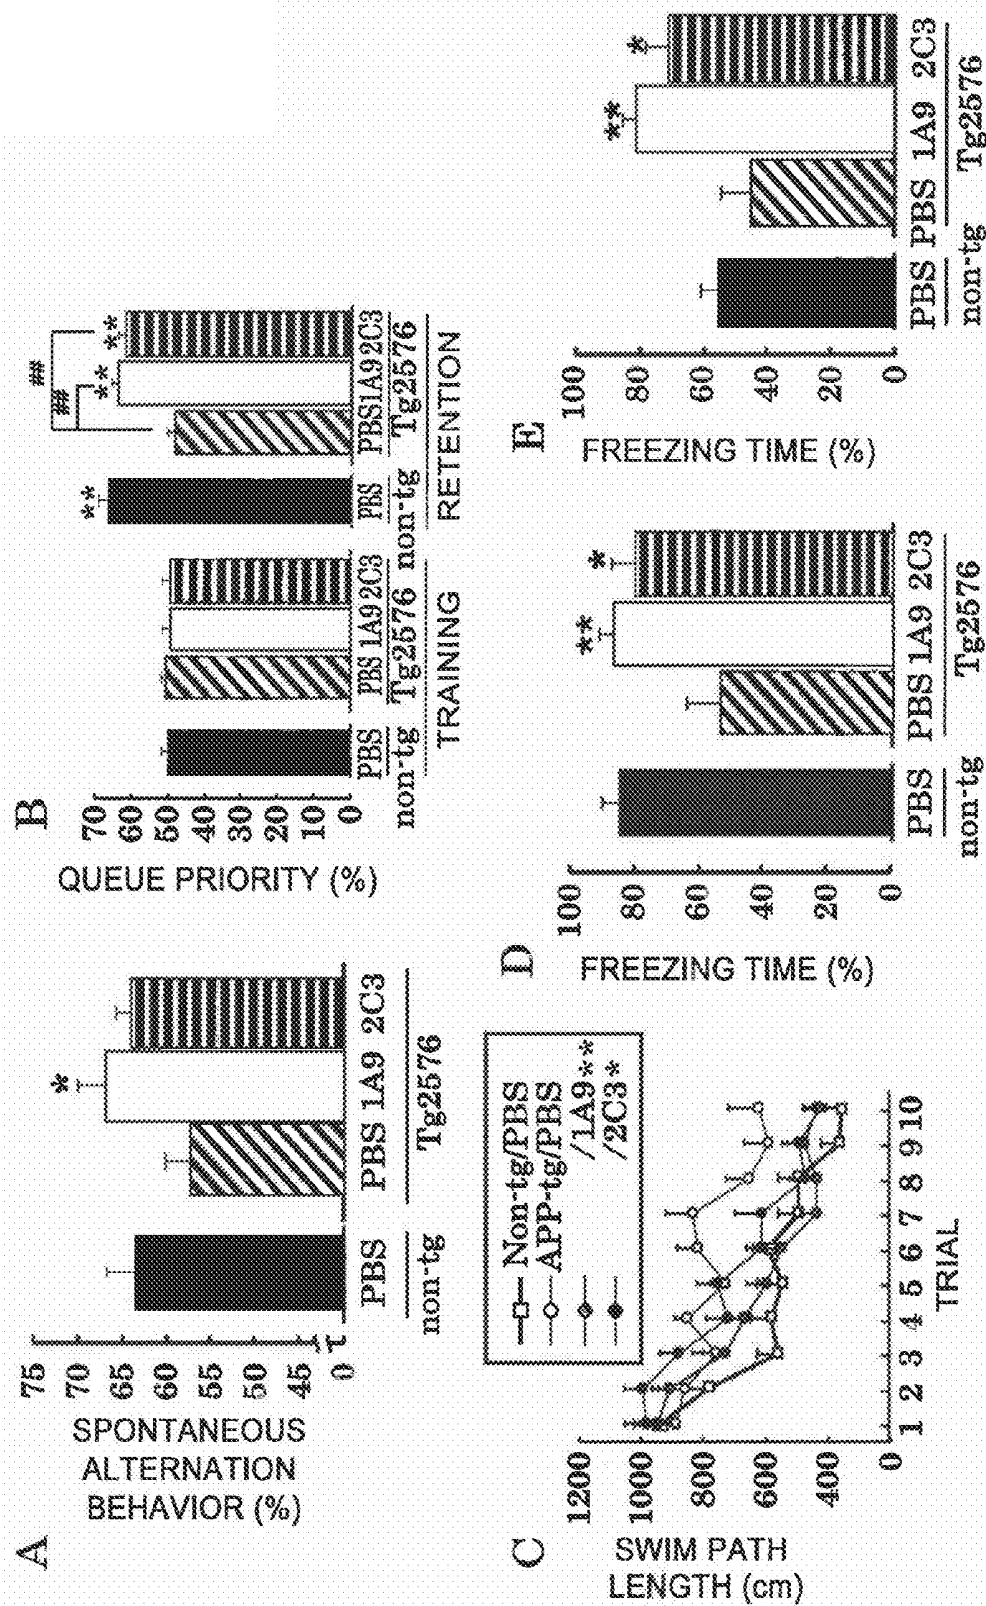 A
SPONTANEOUS
ALTERNATION
BEHAVIOR (%)
75
70
65
60
55
50
45
0
PBS
PBS 1A9 2C3
non-tg
Tg2576
*
B
QUEUE PRIORITY (%)
70
60
50
40
30
20
10
0
PBS
PBS 1A9 2C3
PBS
PBS 1A9 2C3
non-tg
Tg2576
non-tg
Tg2576
TRAINING
RETENTION
**
**
**
##
##
C
SWIM PATH
LENGTH (cm)
1200
1000
800
600
400
0
1 2 3 4 5 6 7 8 9 10
TRIAL
Non-tg/PBS
APP-tg/PBS
/1A9**
/2C3*
D
FREEZING TIME (%)
100
80
60
40
20
0
PBS
PBS 1A9 2C3
non-tg
Tg2576
**
*
E
FREEZING TIME (%)
100
80
60
40
20
0
PBS
PBS 1A9 2C3
non-tg
Tg2576
**
*